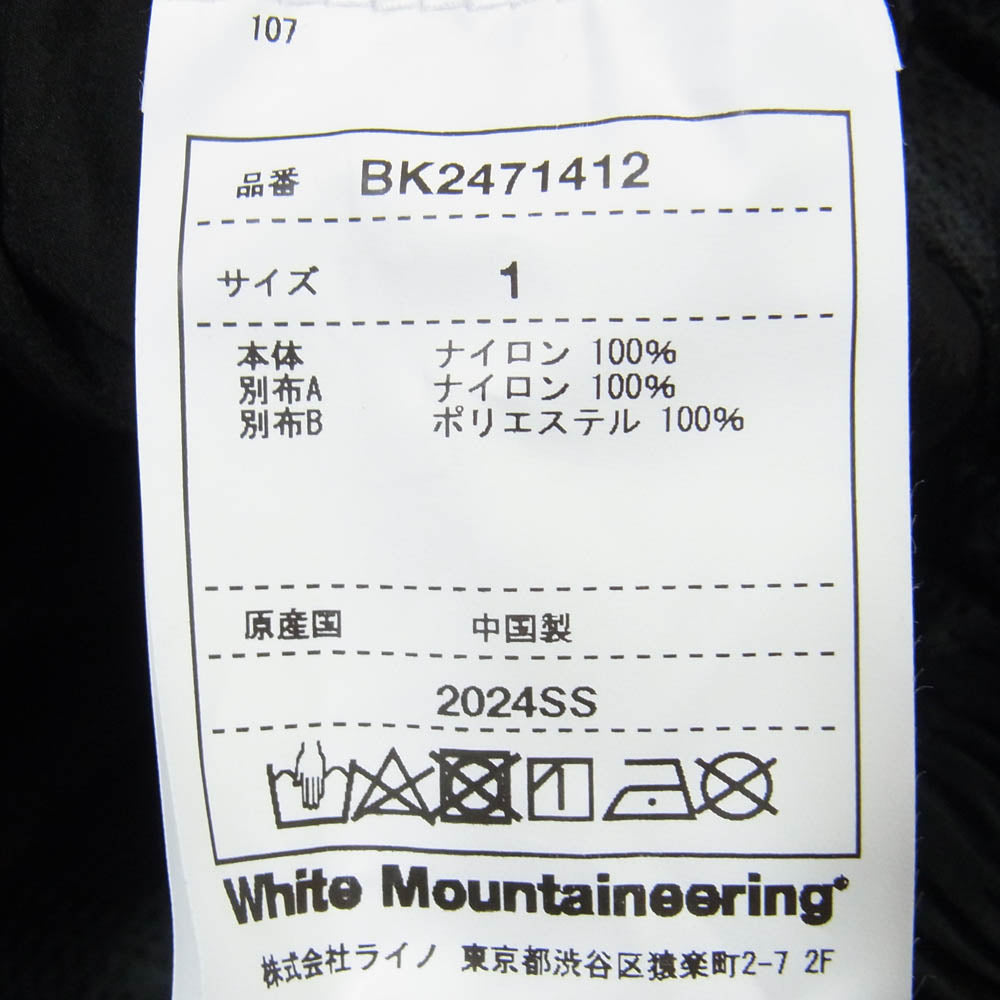 107
品番 BK2471412
サイズ 1
本体 ナイロン 100%
別布A ナイロン 100%
別布B ポリエステル 100%
原産国 中国製
2024SS
White Mountaineering®
株式会社ライノ 東京都渋谷区猿楽町2-7 2F